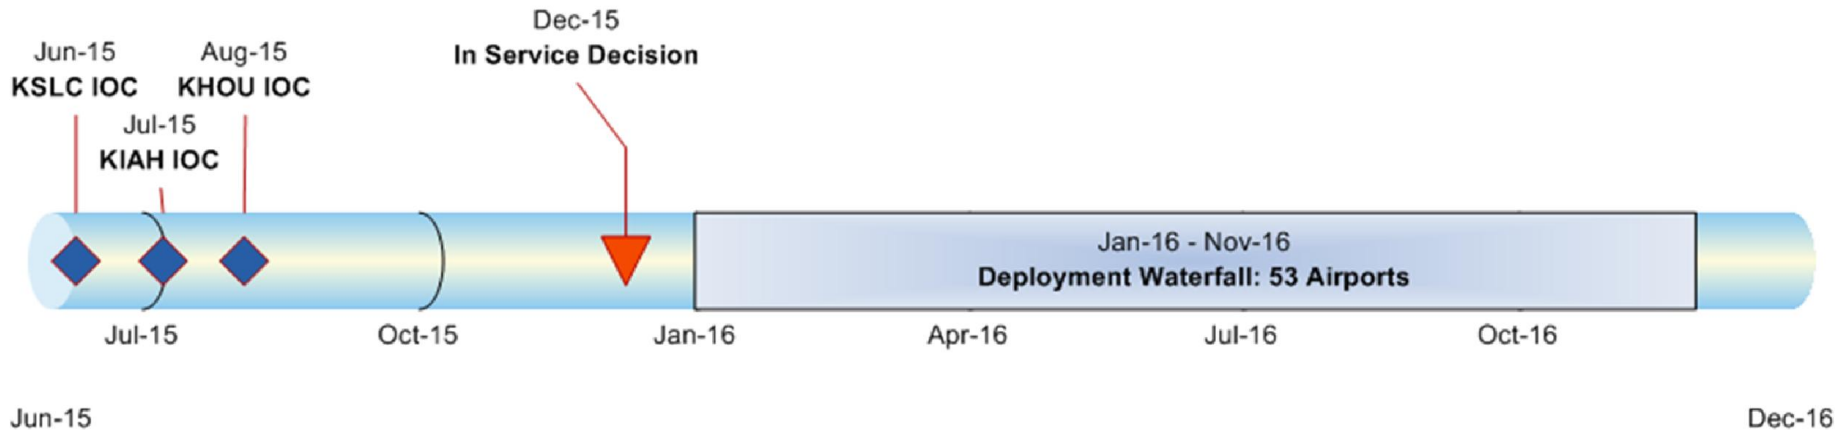 Dec-15
In Service Decision
Jun-15
KSLC IOC
Aug-15
KHOU IOC
Jul-15
KIAH IOC
Jan-16 - Nov-16
Deployment Waterfall: 53 Airports
Jul-15
Oct-15
Jan-16
Apr-16
Jul-16
Oct-16
Jun-15
Dec-16